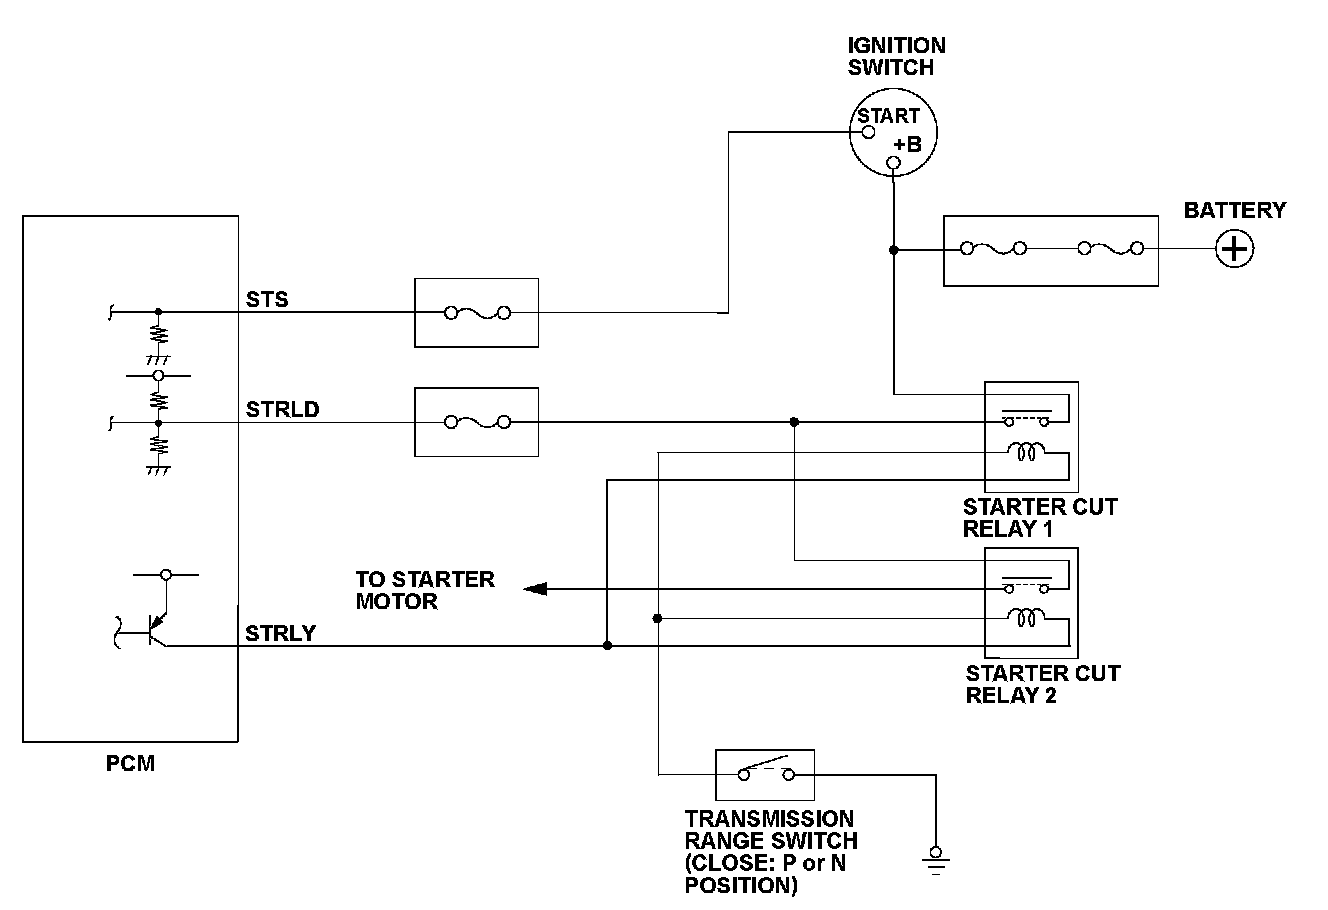 IGNITION
SWITCH
START
+B
BATTERY
STS
STRLD
STARTER CUT
RELAY 1
TO STARTER
MOTOR
STRLY
STARTER CUT
RELAY 2
PCM
TRANSMISSION
RANGE SWITCH
(CLOSE: P or N
POSITION)